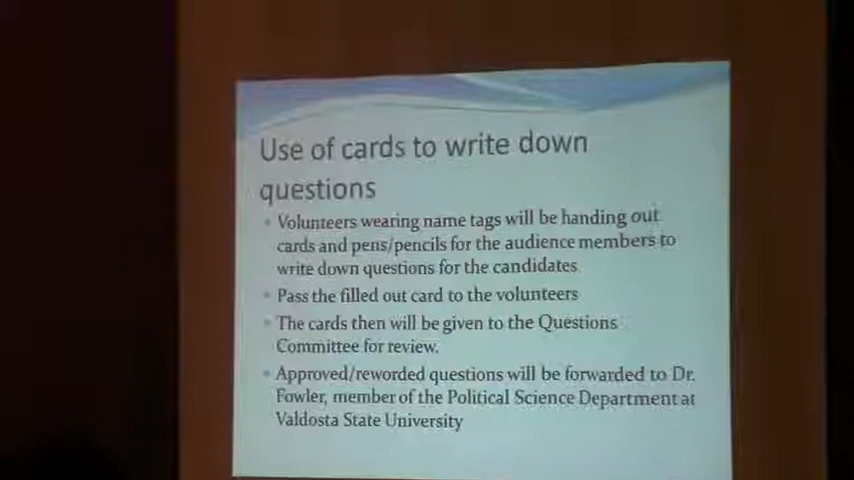 Use of cards to write down
questions
Volunteers wearing name tags will be handing out
cards and pens/pencils for the audience members to
write down questions for the candidates
Pass the filled out card to the volunteers
The cards then will be given to the Questions
Committee for review.
Approved/reworded questions will be forwarded to Dr.
Fowler, member of the Political Science Department at
Valdosta State University